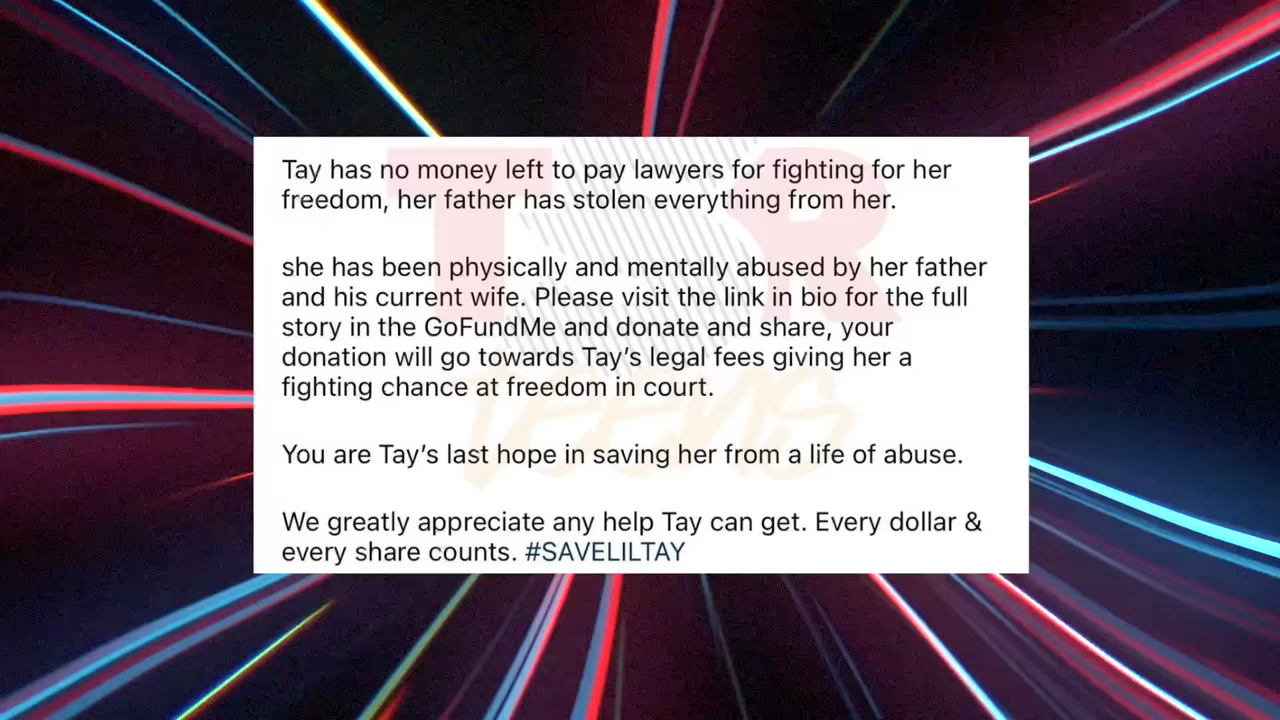 Tay has no money left to pay lawyers for fighting for her
freedom, her father has stolen everything from her.
she has been physically and mentally abused by her father
and his current wife. Please visit the link in bio for the full
story in the GoFundMe and donate and share, your
donation will go towards Tay’s legal fees giving her a
fighting chance at freedom in court.
You are Tay’s last hope in saving her from a life of abuse.
We greatly appreciate any help Tay can get. Every dollar &
every share counts. #SAVELILTAY
TSR
TEENS